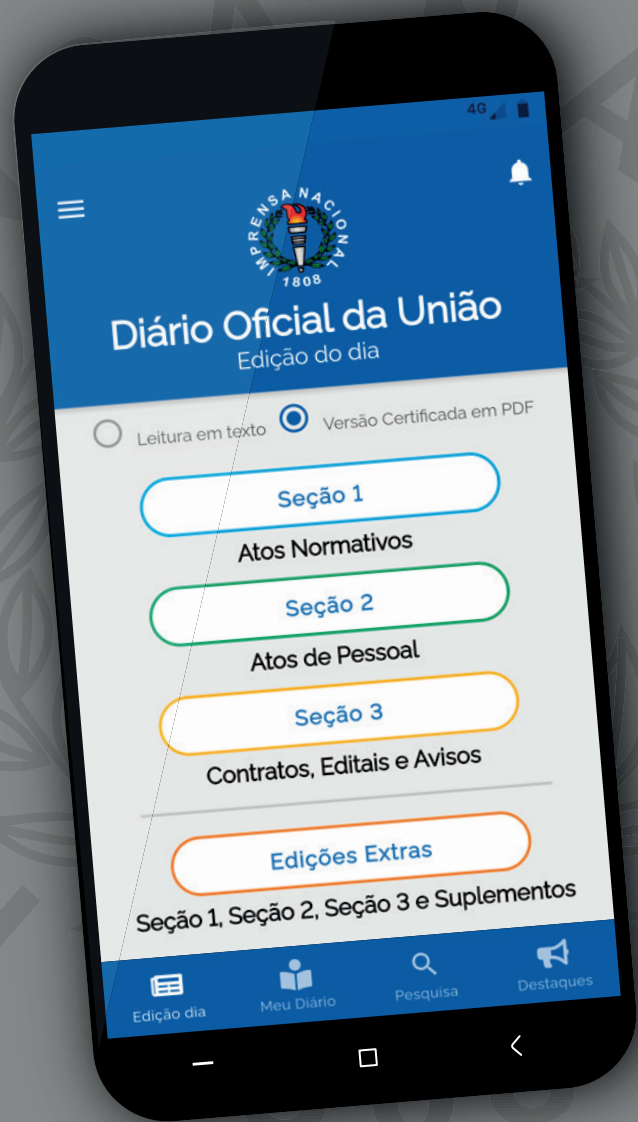 4G
IMPRENSA NACIONAL
1808
Diário Oficial da União
Edição do dia
Leitura em texto Versão Certificada em PDF
Seção 1
Atos Normativos
Seção 2
Atos de Pessoal
Seção 3
Contratos, Editais e Avisos
Edições Extras
Seção 1, Seção 2, Seção 3 e Suplementos
Edição dia Meu Diário Pesquisa Destaques